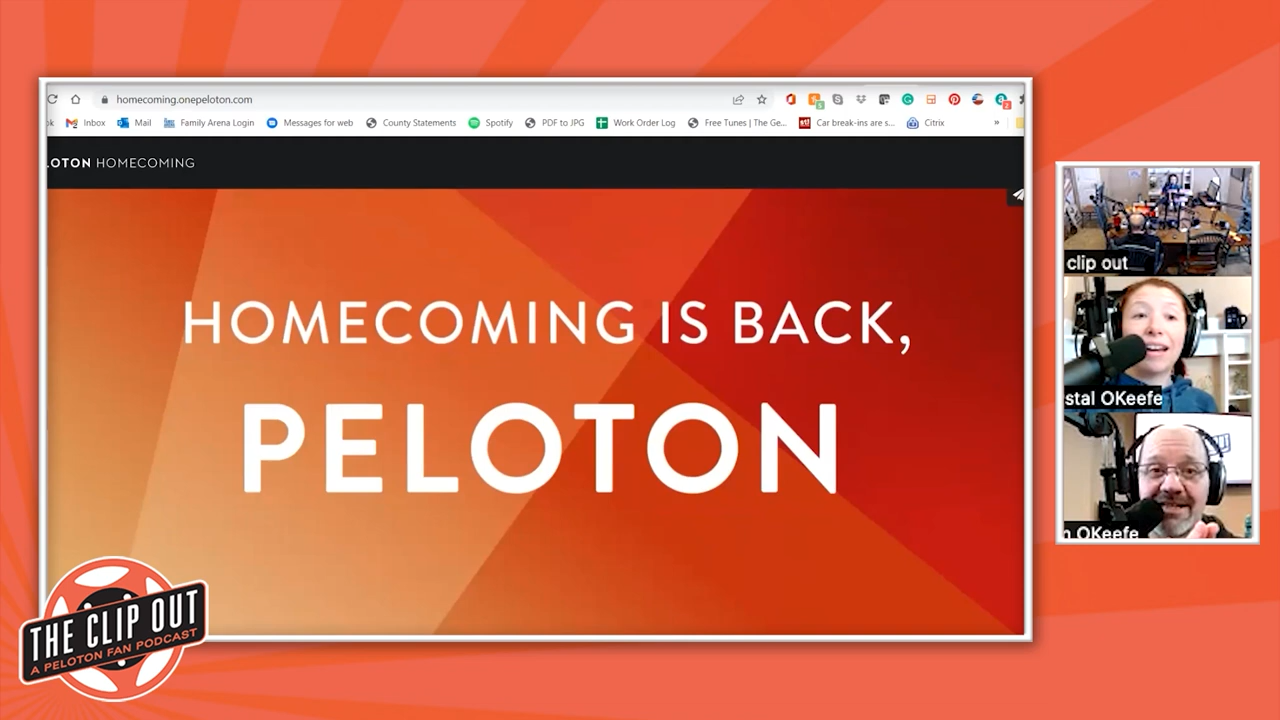 homecoming.onepeloton.com
ok Inbox Mail Family Arena Login Messages for web County Statements Spotify PDF to JPG Work Order Log Free Tunes | The Ge... Car break-ins are s... Citrix »
LOTON HOMECOMING
HOMECOMING IS BACK,
PELOTON
clip out
stal OKeefe
n OKeefe
THE CLIP OUT
A PELOTON FAN PODCAST